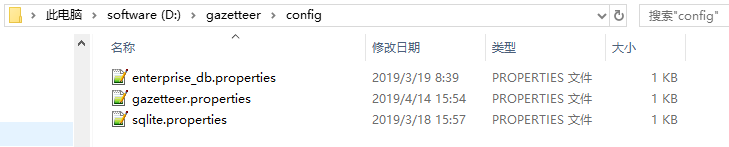 此电脑 > software (D:) > gazetteer > config 搜索"config"
名称 修改日期 类型 大小
enterprise_db.properties 2019/3/19 8:39 PROPERTIES 文件 1 KB
gazetteer.properties 2019/4/14 15:54 PROPERTIES 文件 1 KB
sqlite.properties 2019/3/18 15:57 PROPERTIES 文件 1 KB